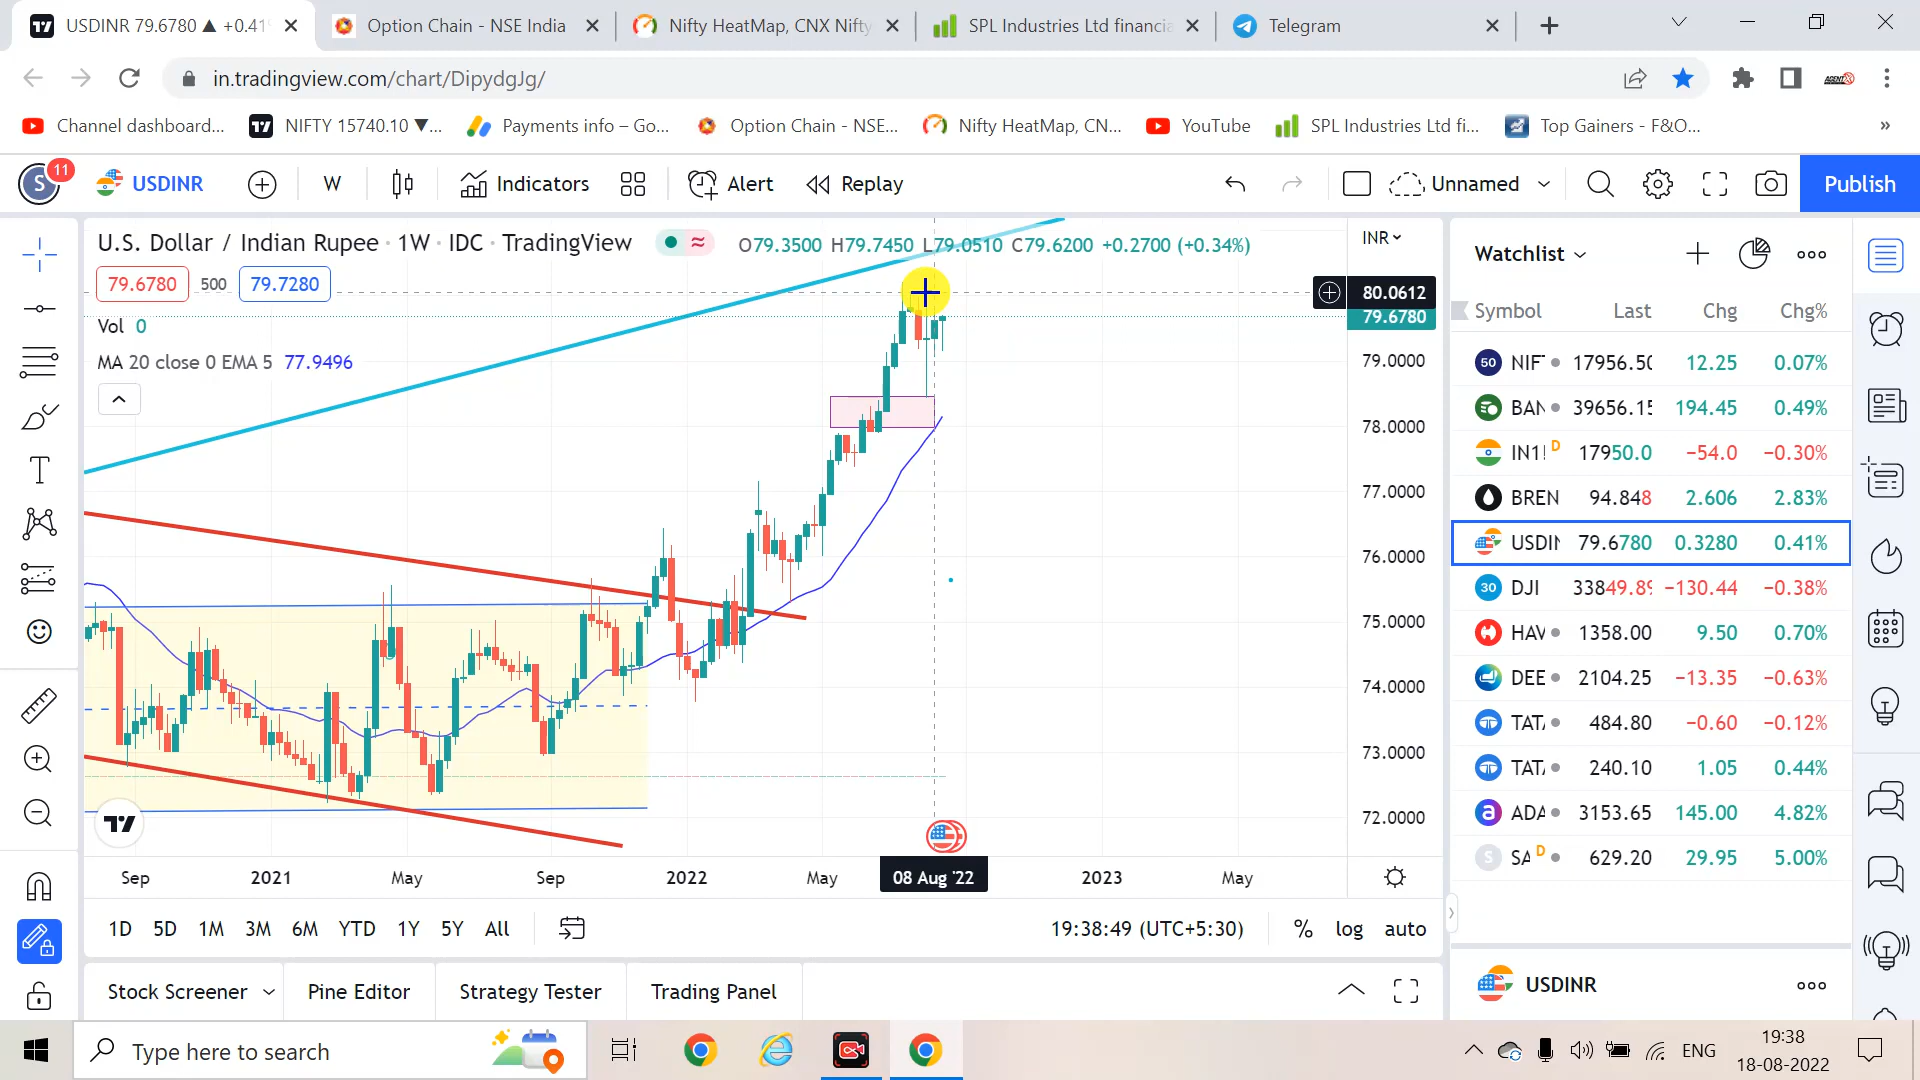 USDINR 79.6780 ▲ +0.41%
Option Chain - NSE India
Nifty HeatMap, CNX Nifty
SPL Industries Ltd financia
Telegram
in.tradingview.com/chart/DipydgJg/
Channel dashboard...
NIFTY 15740.10 ▼...
Payments info – Go...
Option Chain - NSE...
Nifty HeatMap, CN...
YouTube
SPL Industries Ltd fi...
Top Gainers - F&O...
»
S
11
USDINR
W
Indicators
Alert
Replay
Unnamed
Publish
U.S. Dollar / Indian Rupee · 1W · IDC · TradingView
O79.3500 H79.7450 L79.0510 C79.6200 +0.2700 (+0.34%)
INR
79.6780
500
79.7280
Vol 0
MA 20 close 0 EMA 5 77.9496
80.0612
79.6780
79.0000
78.0000
77.0000
76.0000
75.0000
74.0000
73.0000
72.0000
Sep
2021
May
Sep
2022
May
08 Aug '22
2023
May
1D
5D
1M
3M
6M
YTD
1Y
5Y
All
19:38:49 (UTC+5:30)
%
log
auto
Stock Screener
Pine Editor
Strategy Tester
Trading Panel
Watchlist
Symbol Last Chg Chg%
50 NIF 17956.50 12.25 0.07%
BAN 39656.15 194.45 0.49%
IN1! D 17950.0 −54.0 −0.30%
BREN 94.848 2.606 2.83%
USDIN 79.6780 0.3280 0.41%
30 DJI 33849.89 −130.44 −0.38%
HAV 1358.00 9.50 0.70%
DEE 2104.25 −13.35 −0.63%
TAT 484.80 −0.60 −0.12%
TAT 240.10 1.05 0.44%
a ADA 3153.65 145.00 4.82%
S SA D 629.20 29.95 5.00%
USDINR
Type here to search
ENG
19:38
18-08-2022